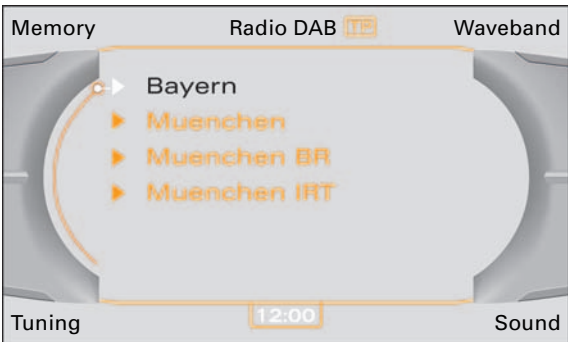 Memory Radio DAB TP Waveband
Bayern
Muenchen
Muenchen BR
Muenchen IRT
Tuning 12:00 Sound